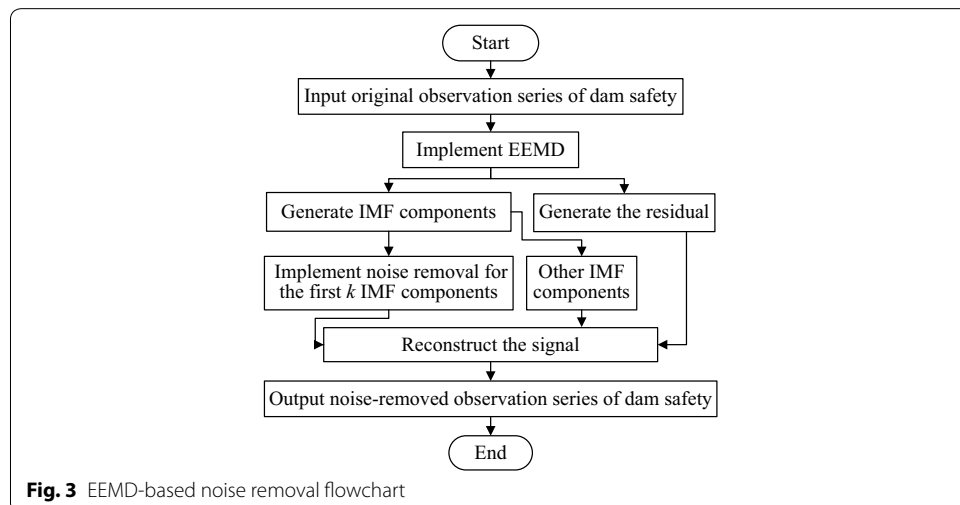 Start
Input original observation series of dam safety
Implement EEMD
Generate IMF components
Generate the residual
Implement noise removal for
the first k IMF components
Other IMF
components
Reconstruct the signal
Output noise-removed observation series of dam safety
End
Fig. 3 EEMD-based noise removal flowchart